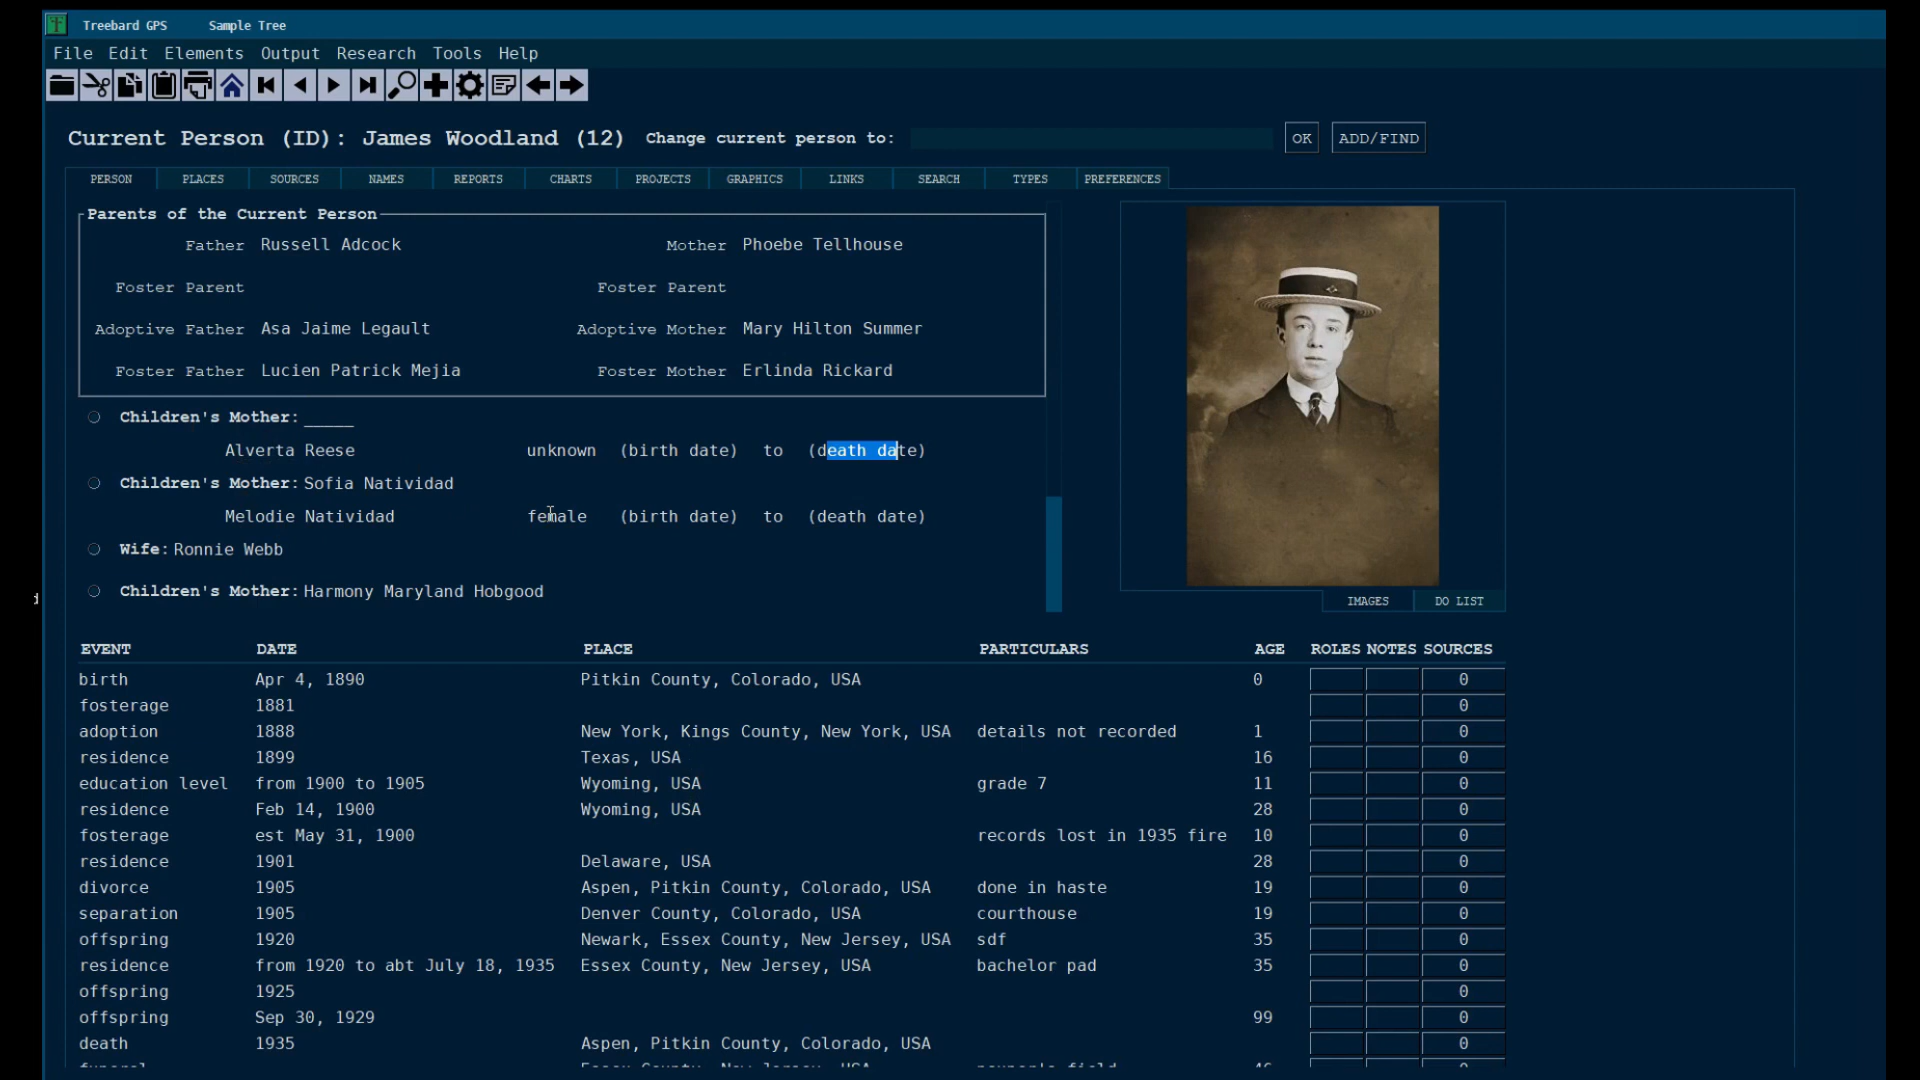 Treebard GPS Sample Tree
File Edit Elements Output Research Tools Help
Current Person (ID): James Woodland (12) Change current person to: OK ADD/FIND
PERSON PLACES SOURCES NAMES REPORTS CHARTS PROJECTS GRAPHICS LINKS SEARCH TYPES PREFERENCES
Parents of the Current Person
Father Russell Adcock Mother Phoebe Tellhouse
Foster Parent Foster Parent
Adoptive Father Asa Jaime Legault Adoptive Mother Mary Hilton Summer
Foster Father Lucien Patrick Mejia Foster Mother Erlinda Rickard
Children's Mother: _____
Alverta Reese unknown (birth date) to (death date)
Children's Mother: Sofia Natividad
Melodie Natividad female (birth date) to (death date)
Wife: Ronnie Webb
Children's Mother: Harmony Maryland Hobgood
d
IMAGES DO LIST
EVENT DATE PLACE PARTICULARS AGE ROLES NOTES SOURCES
birth Apr 4, 1890 Pitkin County, Colorado, USA 0 0
fosterage 1881 0
adoption 1888 New York, Kings County, New York, USA details not recorded 1 0
residence 1899 Texas, USA 16 0
education level from 1900 to 1905 Wyoming, USA grade 7 11 0
residence Feb 14, 1900 Wyoming, USA 28 0
fosterage est May 31, 1900 records lost in 1935 fire 10 0
residence 1901 Delaware, USA 28 0
divorce 1905 Aspen, Pitkin County, Colorado, USA done in haste 19 0
separation 1905 Denver County, Colorado, USA courthouse 19 0
offspring 1920 Newark, Essex County, New Jersey, USA sdf 35 0
residence from 1920 to abt July 18, 1935 Essex County, New Jersey, USA bachelor pad 35 0
offspring 1925 0
offspring Sep 30, 1929 99 0
death 1935 Aspen, Pitkin County, Colorado, USA 0